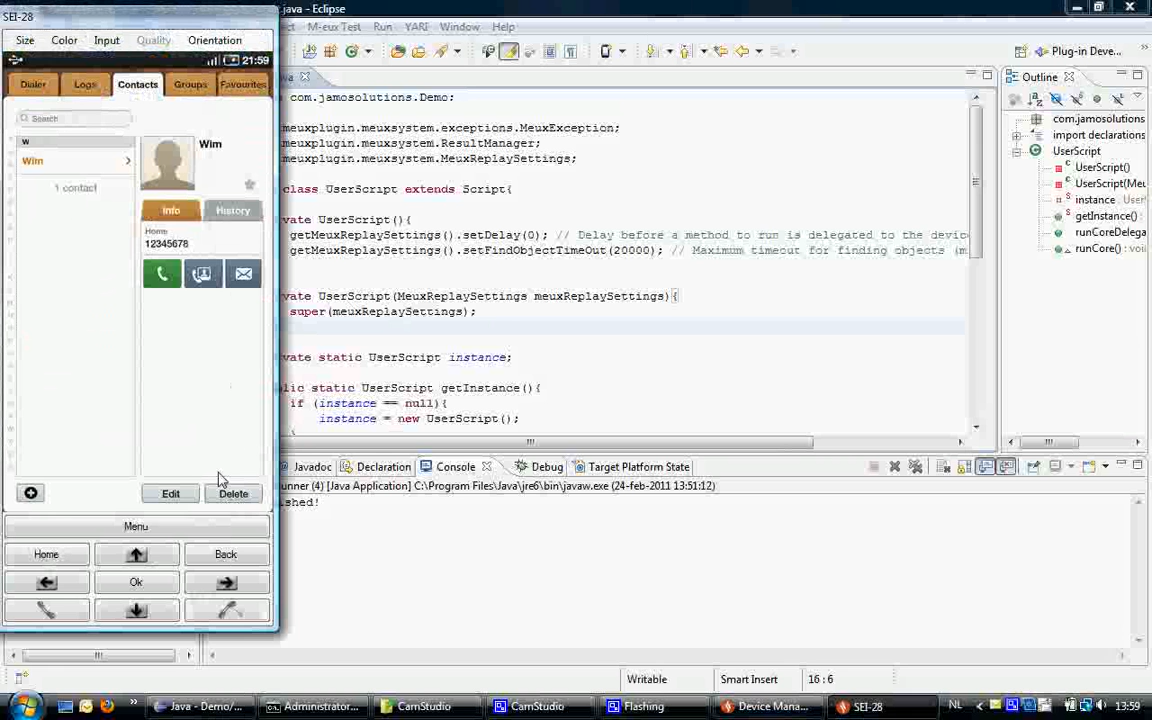 SEI-28
Size Color Input Quality Orientation
21:59
Dialer Logs Contacts Groups Favourites
Search
W
Wim
1 contact
Wim
Info History
Home
12345678
Edit Delete
Menu
Home Back
Ok
.java - Eclipse
M-eux Test Run YARI Window Help
Plug-in Deve...
com.jamosolutions.Demo;
meuxplugin.meuxsystem.exceptions.MeuxException;
meuxplugin.meuxsystem.ResultManager;
meuxplugin.meuxsystem.MeuxReplaySettings;
class UserScript extends Script{
vate UserScript(){
getMeuxReplaySettings().setDelay(0); // Delay before a method to run is delegated to the devic
getMeuxReplaySettings().setFindObjectTimeOut(20000); // Maximum timeout for finding objects (m
vate UserScript(MeuxReplaySettings meuxReplaySettings){
super(meuxReplaySettings);
vate static UserScript instance;
lic static UserScript getInstance(){
if (instance == null){
instance = new UserScript();
Outline
com.jamosolutions.
import declarations
UserScript
UserScript()
UserScript(Meu
instance : User
getInstance()
runCoreDelega
runCore() : voi
Javadoc Declaration Console Debug Target Platform State
unner (4) [Java Application] C:\Program Files\Java\jre6\bin\javaw.exe (24-feb-2011 13:51:12)
shed!
Writable Smart Insert 16 : 6
Java - Demo/... Administrator... CamStudio CamStudio Flashing Device Mana... SEI-28 NL 13:59